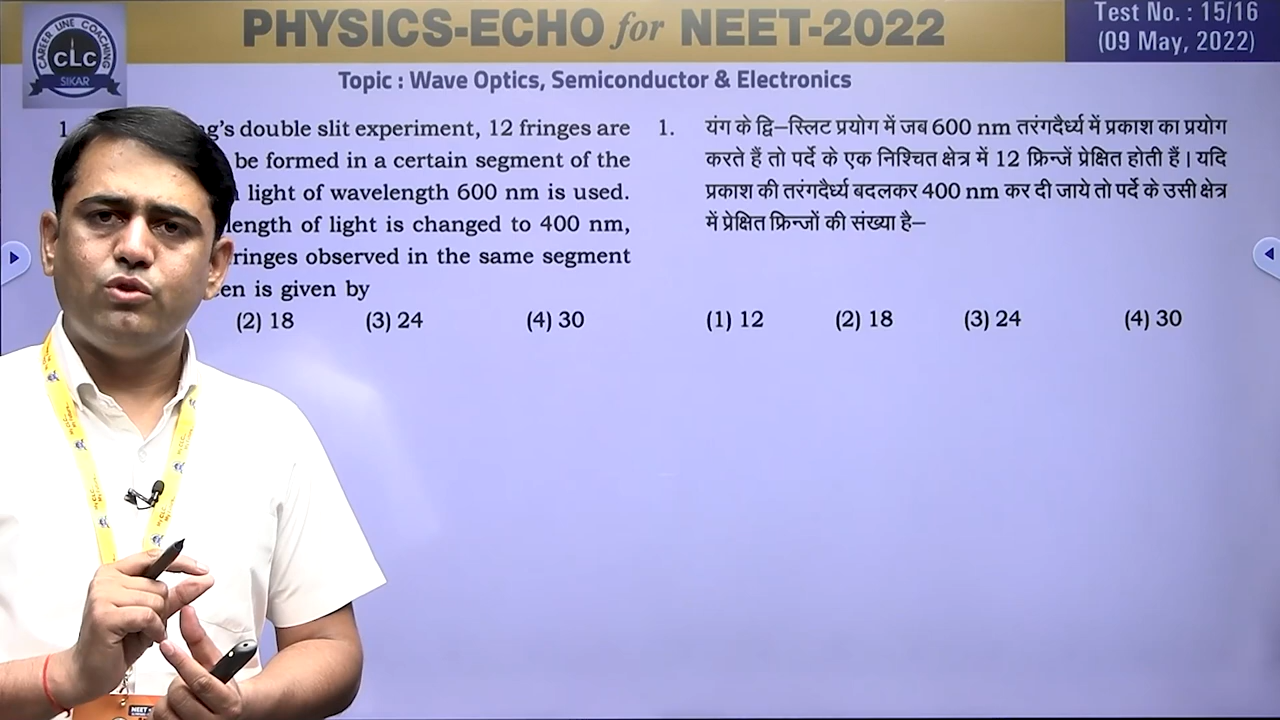 PHYSICS-ECHO for NEET-2022
Test No. : 15/16
(09 May, 2022)
CAREER LINE COACHING
CLC
SIKAR
Topic : Wave Optics, Semiconductor & Electronics
1
g's double slit experiment, 12 fringes are
be formed in a certain segment of the
light of wavelength 600 nm is used.
length of light is changed to 400 nm,
ringes observed in the same segment
en is given by
(2) 18 (3) 24 (4) 30
1. यंग के द्वि–स्लिट प्रयोग में जब 600 nm तरंगदैर्ध्य में प्रकाश का प्रयोग
करते हैं तो पर्दे के एक निश्चित क्षेत्र में 12 फ्रिन्जें प्रेक्षित होती हैं। यदि
प्रकाश की तरंगदैर्ध्य बदलकर 400 nm कर दी जाये तो पर्दे के उसी क्षेत्र
में प्रेक्षित फ्रिन्जों की संख्या है–
(1) 12 (2) 18 (3) 24 (4) 30
NEET